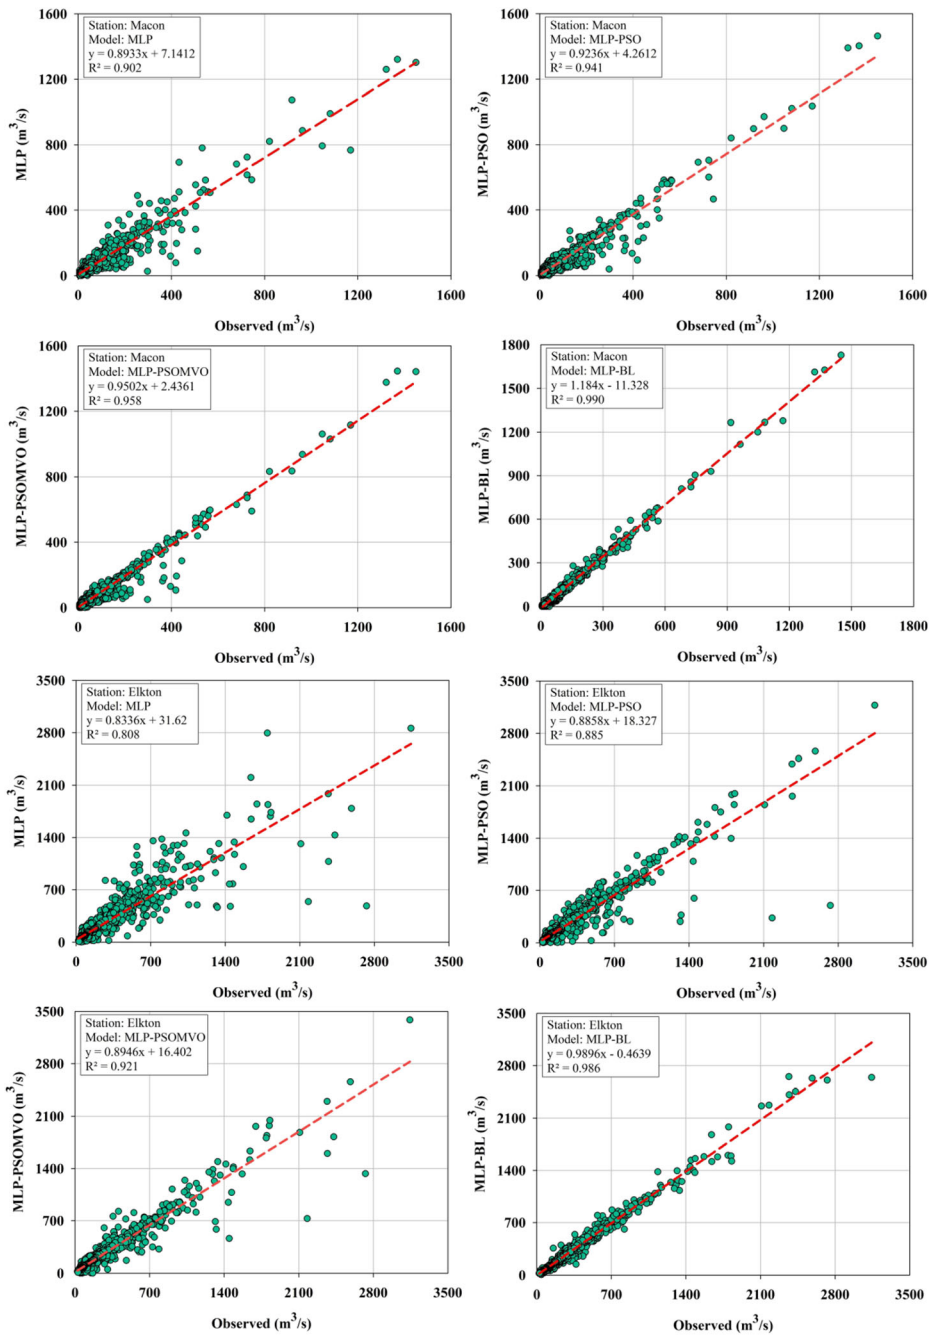 1600
1200
800
400
0
MLP (m³/s)
Station: Macon
Model: MLP
y = 0.8933x + 7.1412
R² = 0.902
0 400 800 1200 1600
Observed (m³/s)
1600
1200
800
400
0
MLP-PSO (m³/s)
Station: Macon
Model: MLP-PSO
y = 0.9236x + 4.2612
R² = 0.941
0 400 800 1200 1600
Observed (m³/s)
1600
1200
800
400
0
MLP-PSOMVO (m³/s)
Station: Macon
Model: MLP-PSOMVO
y = 0.9502x + 2.4361
R² = 0.958
0 400 800 1200 1600
Observed (m³/s)
1800
1500
1200
900
600
300
0
MLP-BL (m³/s)
Station: Macon
Model: MLP-BL
y = 1.184x - 11.328
R² = 0.990
0 300 600 900 1200 1500 1800
Observed (m³/s)
3500
2800
2100
1400
700
0
MLP (m³/s)
Station: Elkton
Model: MLP
y = 0.8336x + 31.62
R² = 0.808
0 700 1400 2100 2800 3500
Observed (m³/s)
3500
2800
2100
1400
700
0
MLP-PSO (m³/s)
Station: Elkton
Model: MLP-PSO
y = 0.8858x + 18.327
R² = 0.885
0 700 1400 2100 2800 3500
Observed (m³/s)
3500
2800
2100
1400
700
0
MLP-PSOMVO (m³/s)
Station: Elkton
Model: MLP-PSOMVO
y = 0.8946x + 16.402
R² = 0.921
0 700 1400 2100 2800 3500
Observed (m³/s)
3500
2800
2100
1400
700
0
MLP-BL (m³/s)
Station: Elkton
Model: MLP-BL
y = 0.9896x - 0.4639
R² = 0.986
0 700 1400 2100 2800 3500
Observed (m³/s)